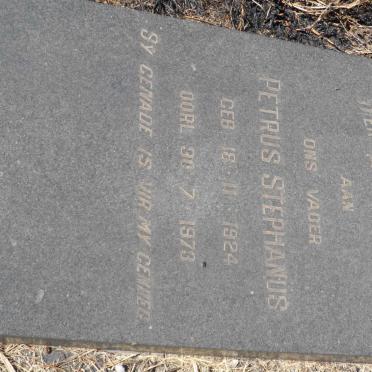 AAN
ONS VADER
PETRUS STEPHANUS
GEB 18 11 1924
OORL 30 7 1973
SY GENADE IS VIR MY GENOEG